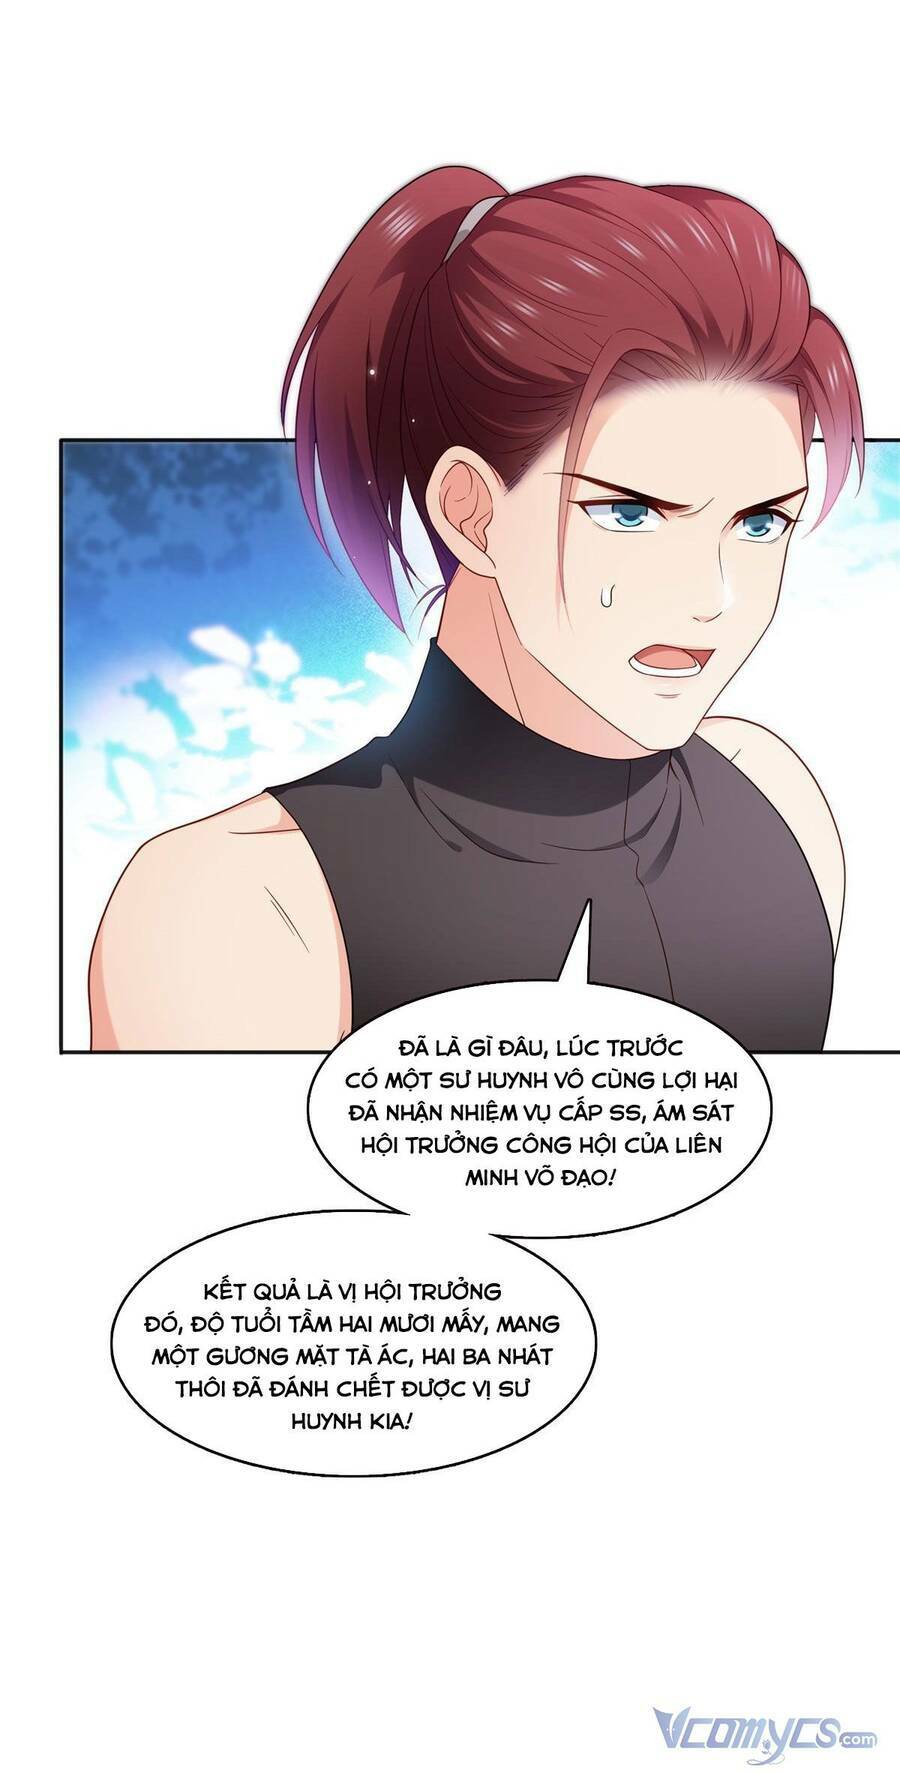 ĐÃ LÀ GÌ ĐÂU, LÚC TRƯỚC
CÓ MỘT SƯ HUYNH VÔ CÙNG LỢI HẠI
ĐÃ NHẬN NHIỆM VỤ CẤP SS, ÁM SÁT
HỘI TRƯỞNG CÔNG HỘI CỦA LIÊN
MINH VÕ ĐẠO!
KẾT QUẢ LÀ VỊ HỘI TRƯỞNG
ĐÓ, ĐỘ TUỔI TẦM HAI MƯƠI MẤY, MANG
MỘT GƯƠNG MẶT TÀ ÁC, HAI BA NHÁT
THÔI ĐÃ ĐÁNH CHẾT ĐƯỢC VỊ SƯ
HUYNH KIA!
VCOMYCS.com